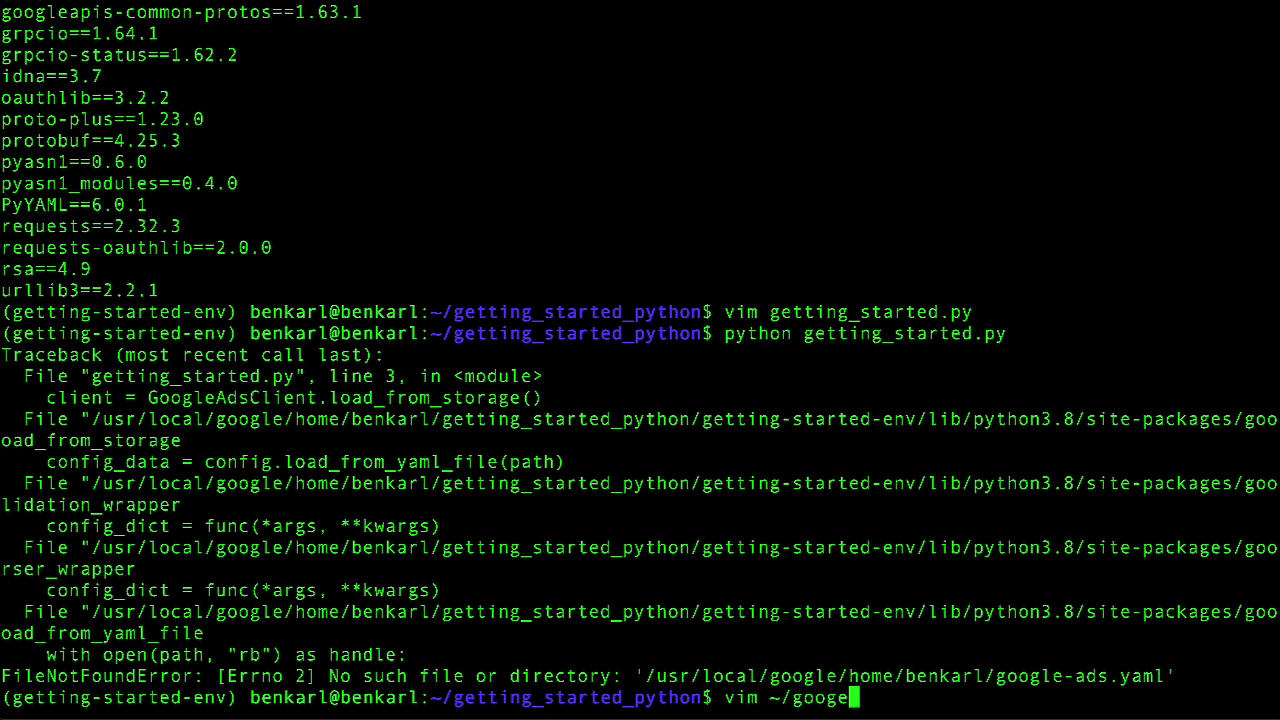 googleapis-common-protos==1.63.1
grpcio==1.64.1
grpcio-status==1.62.2
idna==3.7
oauthlib==3.2.2
proto-plus==1.23.0
protobuf==4.25.3
pyasn1==0.6.0
pyasn1_modules==0.4.0
PyYAML==6.0.1
requests==2.32.3
requests-oauthlib==2.0.0
rsa==4.9
urllib3==2.2.1
(getting-started-env) benkarl@benkarl:~/getting_started_python$ vim getting_started.py
(getting-started-env) benkarl@benkarl:~/getting_started_python$ python getting_started.py
Traceback (most recent call last):
  File "getting_started.py", line 3, in <module>
    client = GoogleAdsClient.load_from_storage()
  File "/usr/local/google/home/benkarl/getting_started_python/getting-started-env/lib/python3.8/site-packages/goo
oad_from_storage
    config_data = config.load_from_yaml_file(path)
  File "/usr/local/google/home/benkarl/getting_started_python/getting-started-env/lib/python3.8/site-packages/goo
lidation_wrapper
    config_dict = func(*args, **kwargs)
  File "/usr/local/google/home/benkarl/getting_started_python/getting-started-env/lib/python3.8/site-packages/goo
rser_wrapper
    config_dict = func(*args, **kwargs)
  File "/usr/local/google/home/benkarl/getting_started_python/getting-started-env/lib/python3.8/site-packages/goo
oad_from_yaml_file
    with open(path, "rb") as handle:
FileNotFoundError: [Errno 2] No such file or directory: '/usr/local/google/home/benkarl/google-ads.yaml'
(getting-started-env) benkarl@benkarl:~/getting_started_python$ vim ~/googe